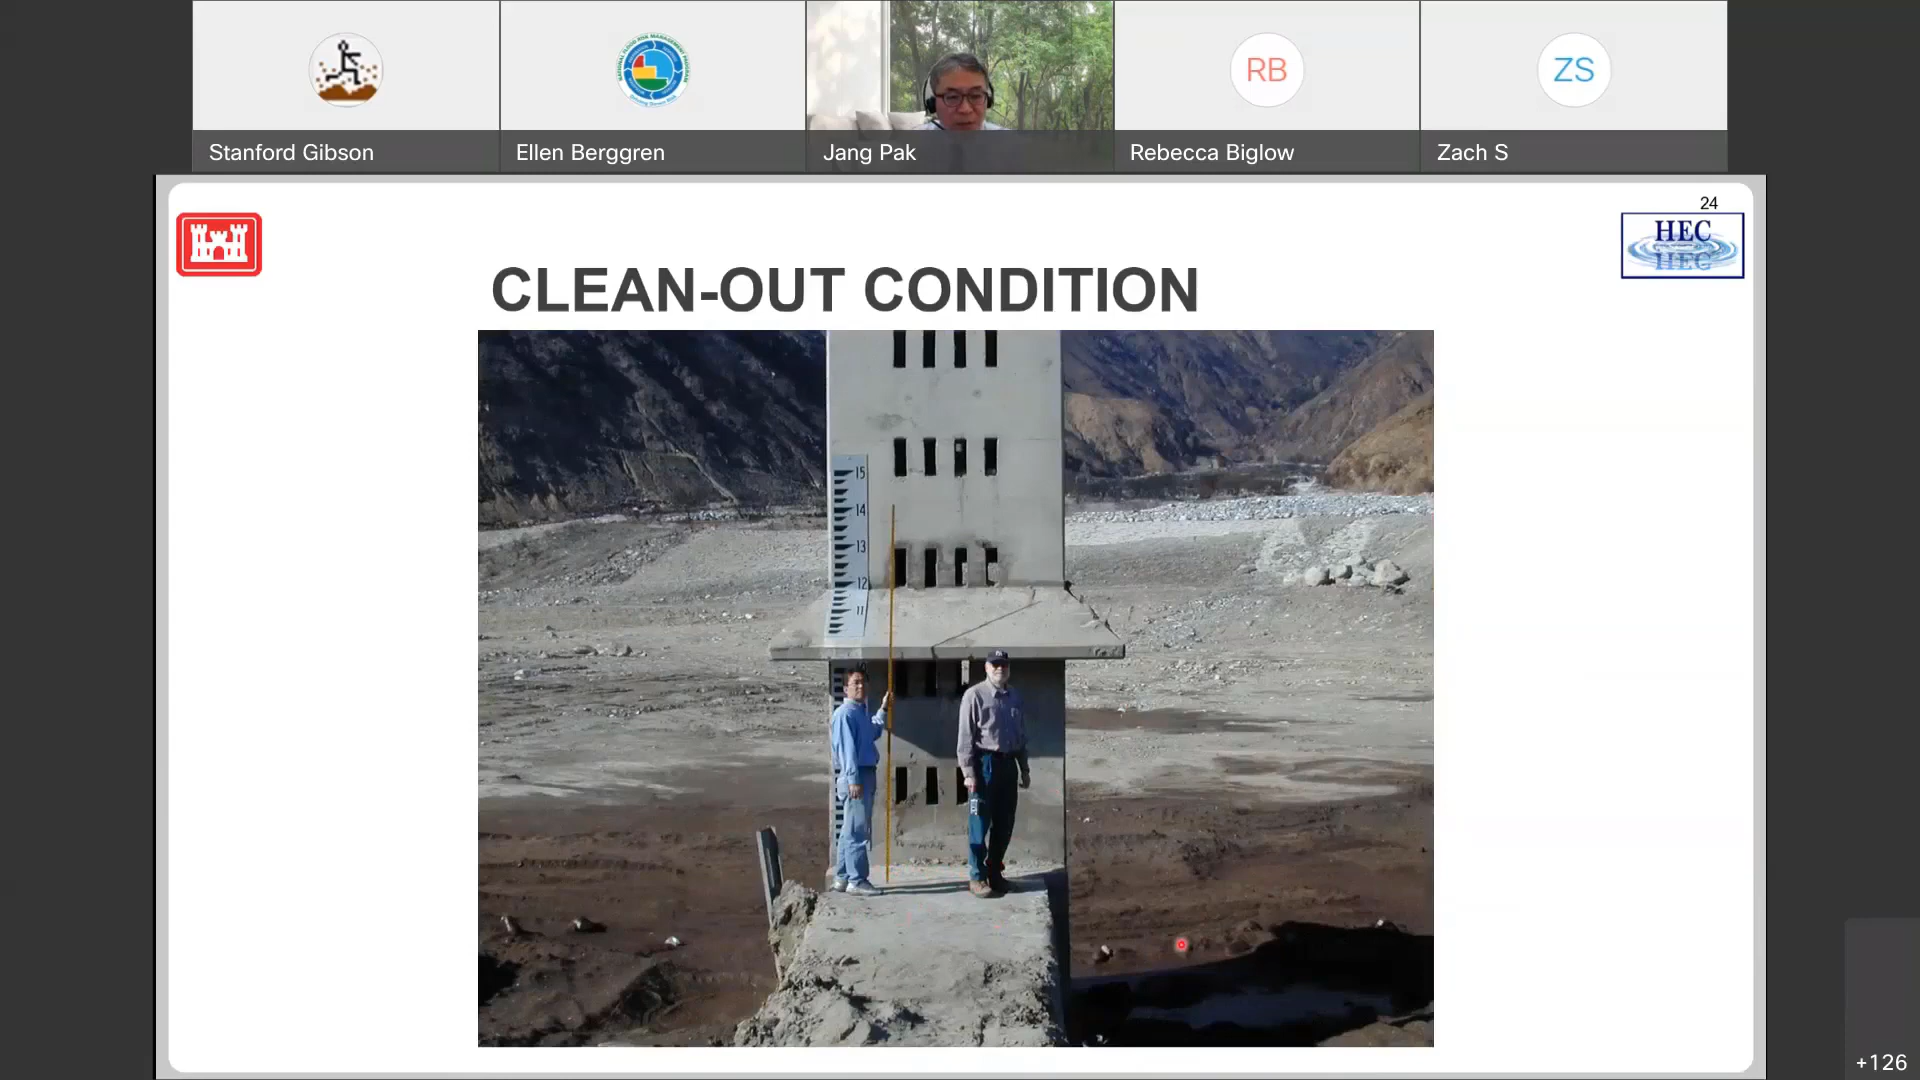 RB
ZS
Stanford Gibson
Ellen Berggren
Jang Pak
Rebecca Biglow
Zach S
24
HEC
HEC
CLEAN-OUT CONDITION
15
14
13
12
11
+126